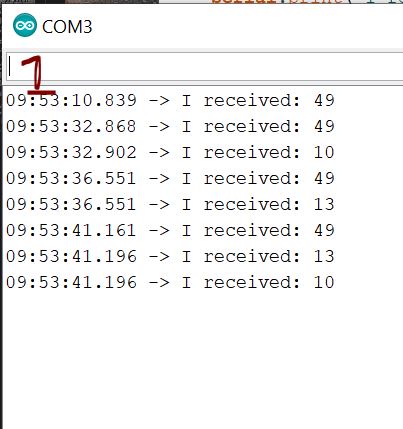 COM3
1
09:53:10.839 -> I received: 49
09:53:32.868 -> I received: 49
09:53:32.902 -> I received: 10
09:53:36.551 -> I received: 49
09:53:36.551 -> I received: 13
09:53:41.161 -> I received: 49
09:53:41.196 -> I received: 13
09:53:41.196 -> I received: 10